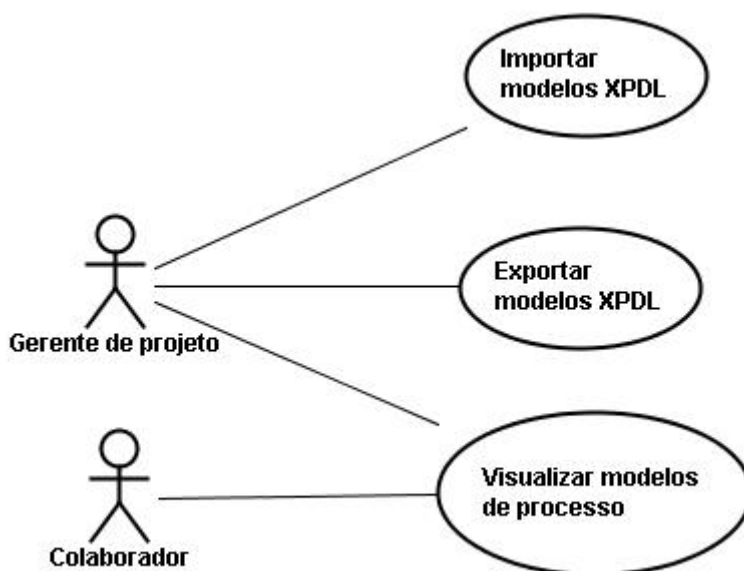 Importar
modelos XPDL
Exportar
modelos XPDL
Gerente de projeto
Visualizar modelos
de processo
Colaborador